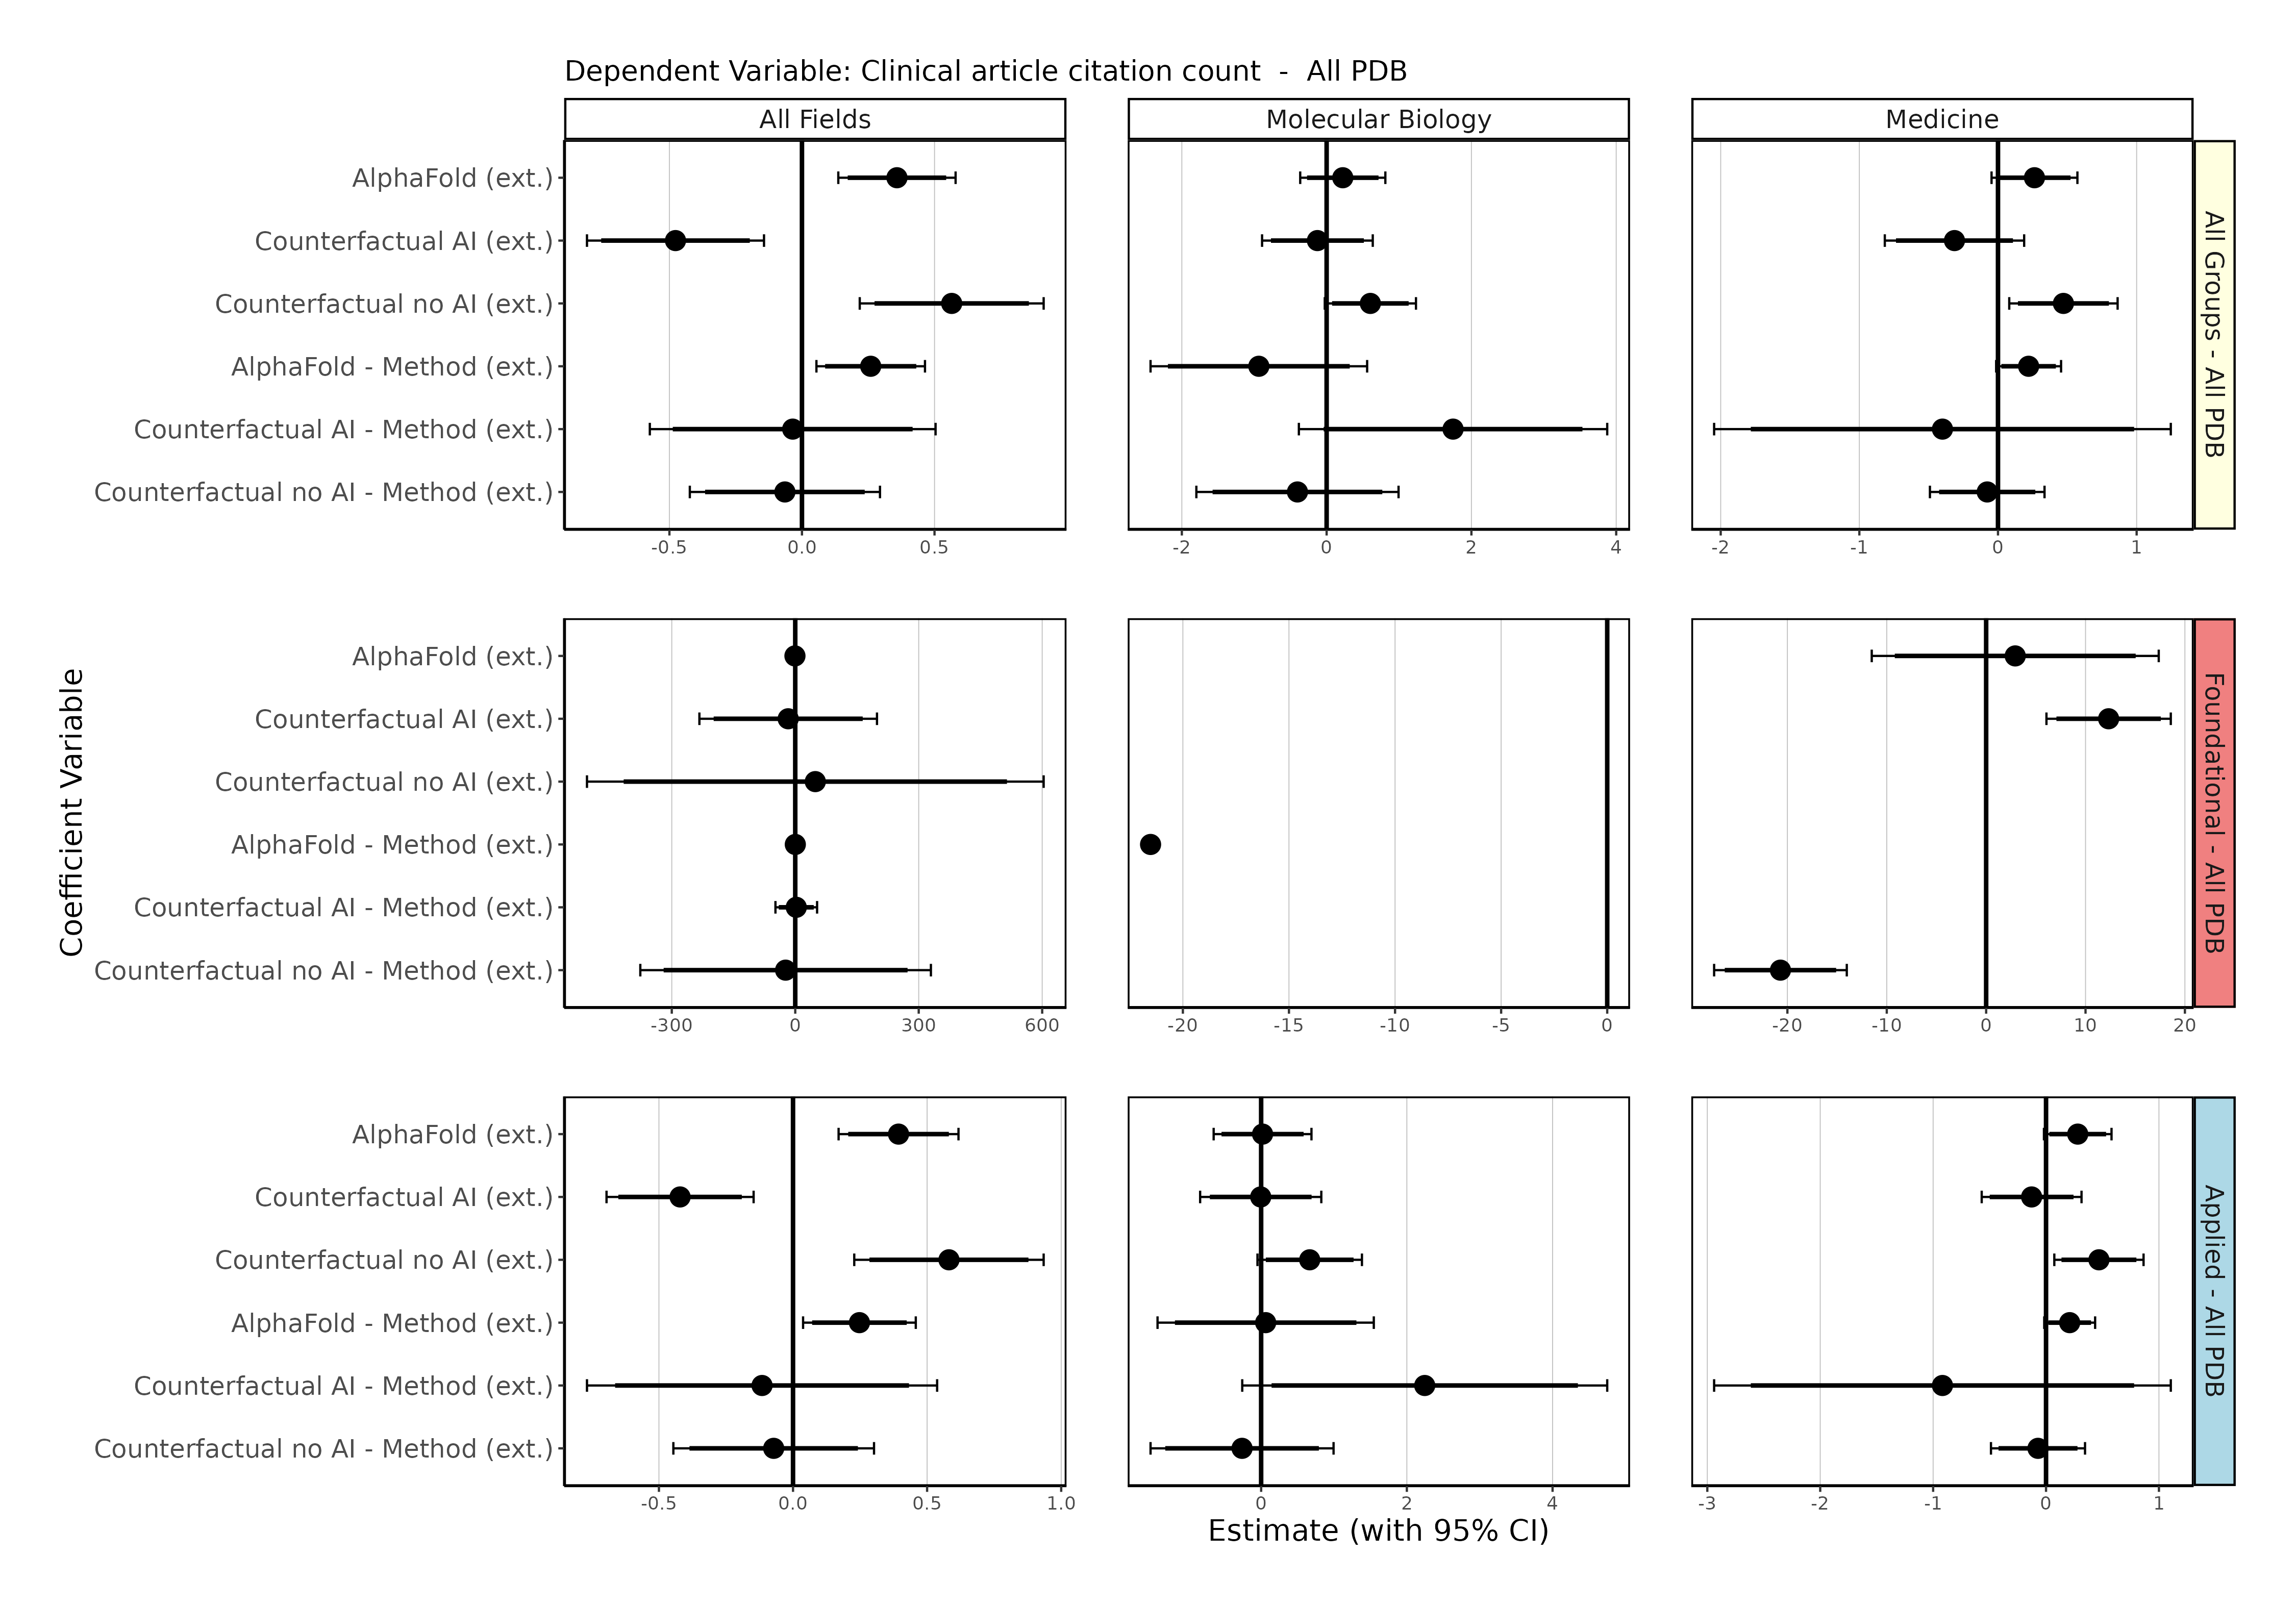 Dependent Variable: Clinical article citation count - All PDB
All Fields
Molecular Biology
Medicine
Coefficient Variable
AlphaFold (ext.)
Counterfactual AI (ext.)
Counterfactual no AI (ext.)
AlphaFold - Method (ext.)
Counterfactual AI - Method (ext.)
Counterfactual no AI - Method (ext.)
All Groups - All PDB
-0.5 0.0 0.5
-2 0 2 4
-2 -1 0 1
AlphaFold (ext.)
Counterfactual AI (ext.)
Counterfactual no AI (ext.)
AlphaFold - Method (ext.)
Counterfactual AI - Method (ext.)
Counterfactual no AI - Method (ext.)
Foundational - All PDB
-300 0 300 600
-20 -15 -10 -5 0
-20 -10 0 10 20
AlphaFold (ext.)
Counterfactual AI (ext.)
Counterfactual no AI (ext.)
AlphaFold - Method (ext.)
Counterfactual AI - Method (ext.)
Counterfactual no AI - Method (ext.)
Applied - All PDB
-0.5 0.0 0.5 1.0
0 2 4
-3 -2 -1 0 1
Estimate (with 95% CI)